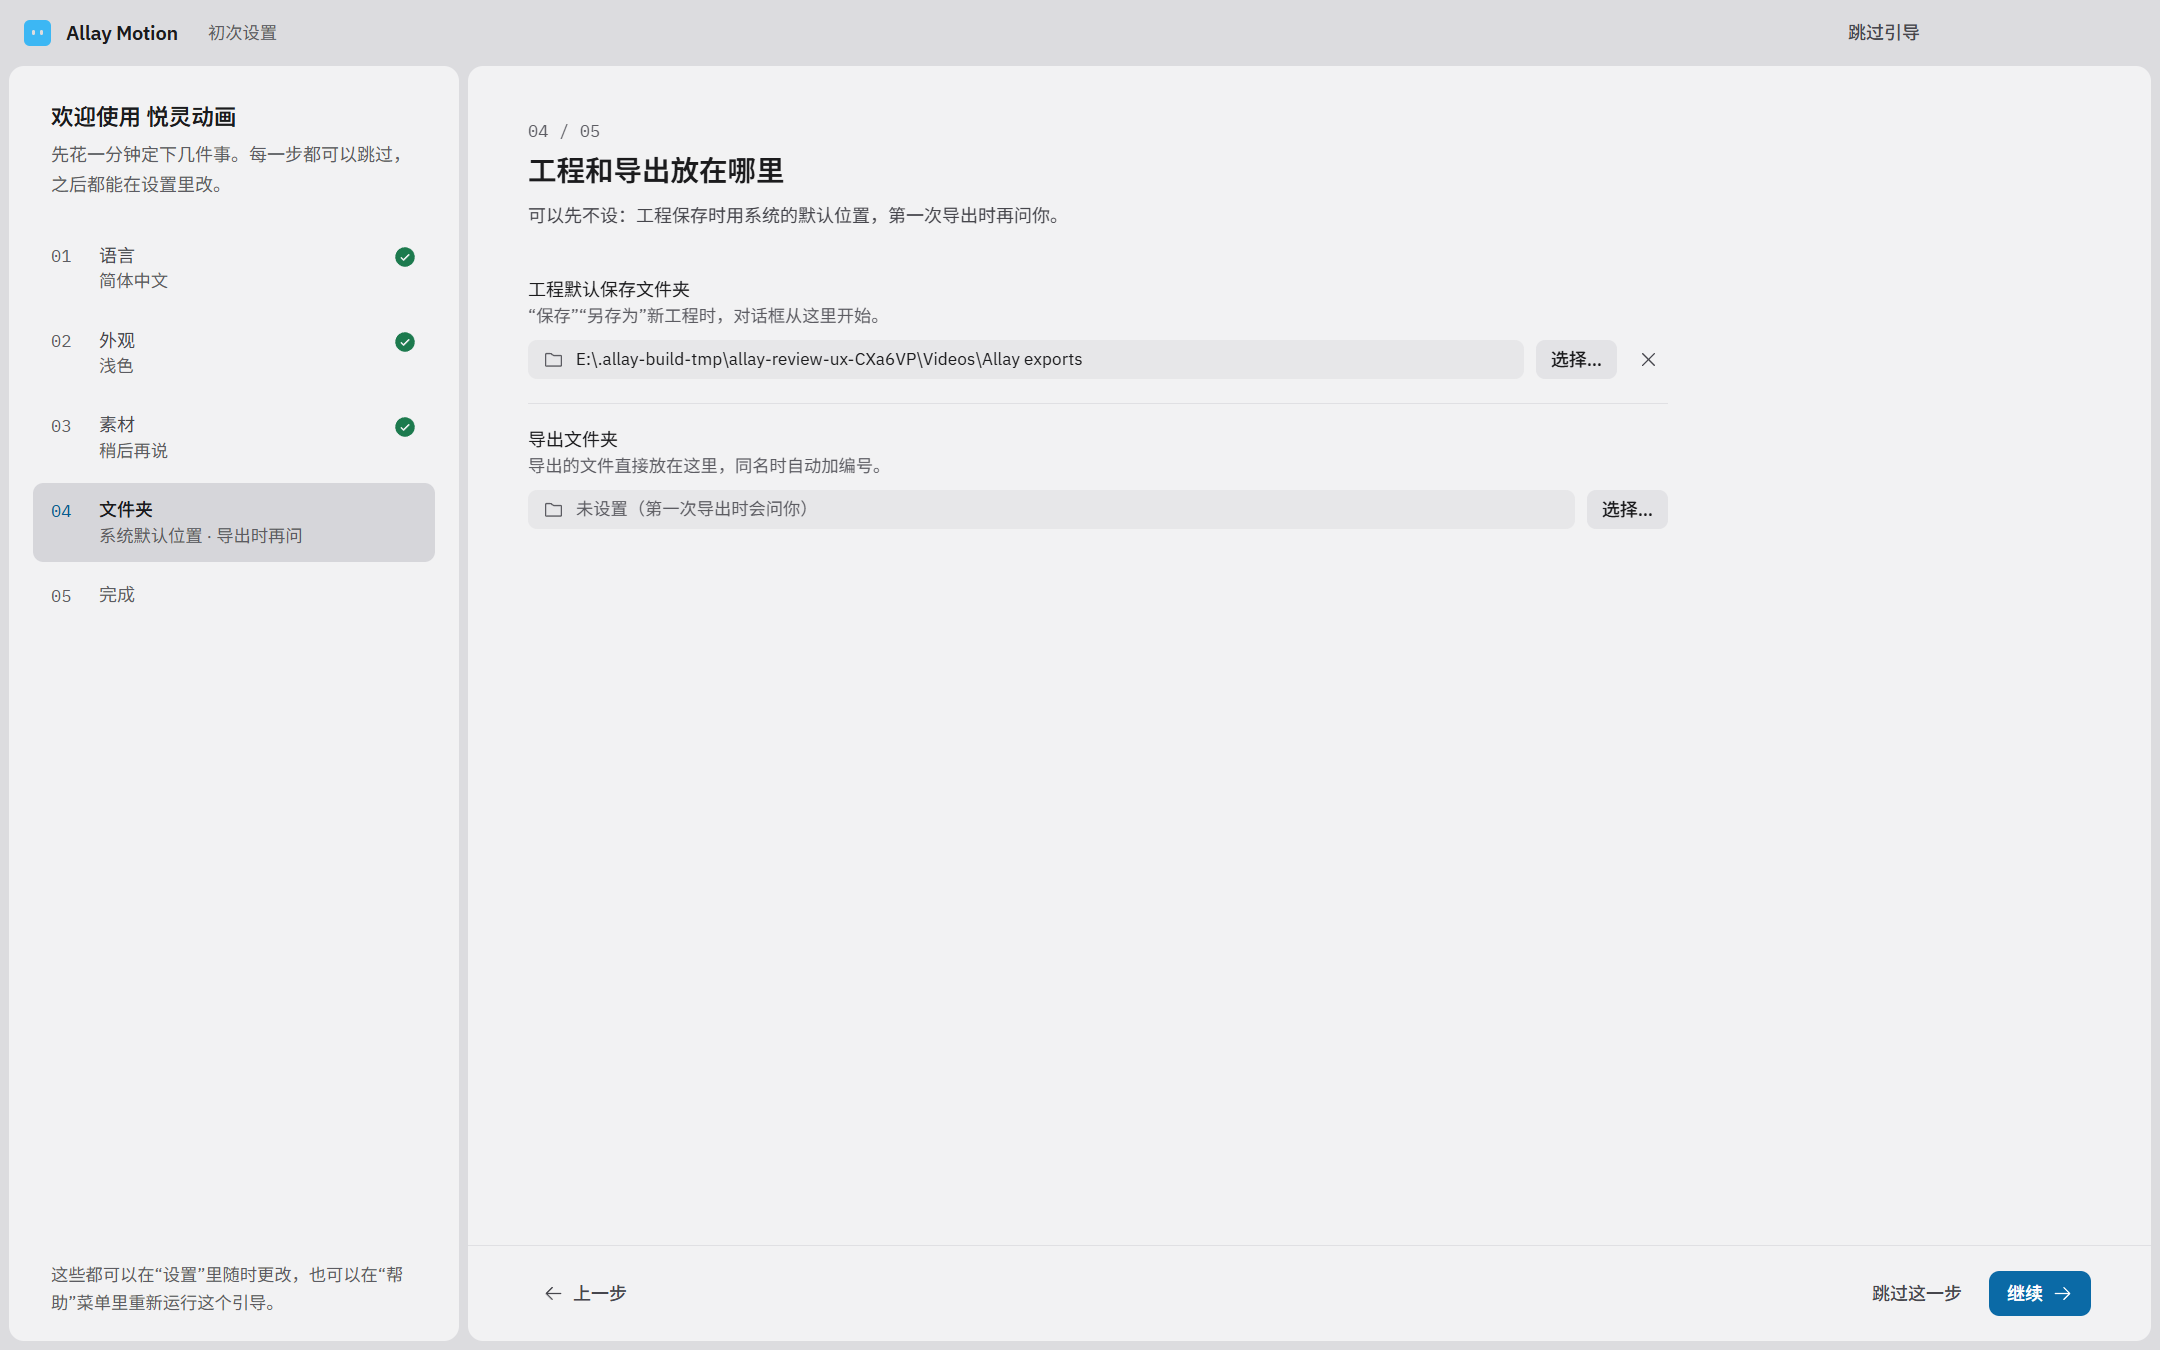 Allay Motion
初次设置
跳过引导
欢迎使用 悦灵动画
先花一分钟定下几件事。每一步都可以跳过，
之后都能在设置里改。
01 语言
简体中文
02 外观
浅色
03 素材
稍后再说
04 文件夹
系统默认位置 · 导出时再问
05 完成
这些都可以在“设置”里随时更改，也可以在“帮
助”菜单里重新运行这个引导。
04 / 05
工程和导出放在哪里
可以先不设：工程保存时用系统的默认位置，第一次导出时再问你。
工程默认保存文件夹
“保存”“另存为”新工程时，对话框从这里开始。
E:\.allay-build-tmp\allay-review-ux-CXa6VP\Videos\Allay exports
选择...
导出文件夹
导出的文件直接放在这里，同名时自动加编号。
未设置（第一次导出时会问你）
选择...
上一步
跳过这一步
继续